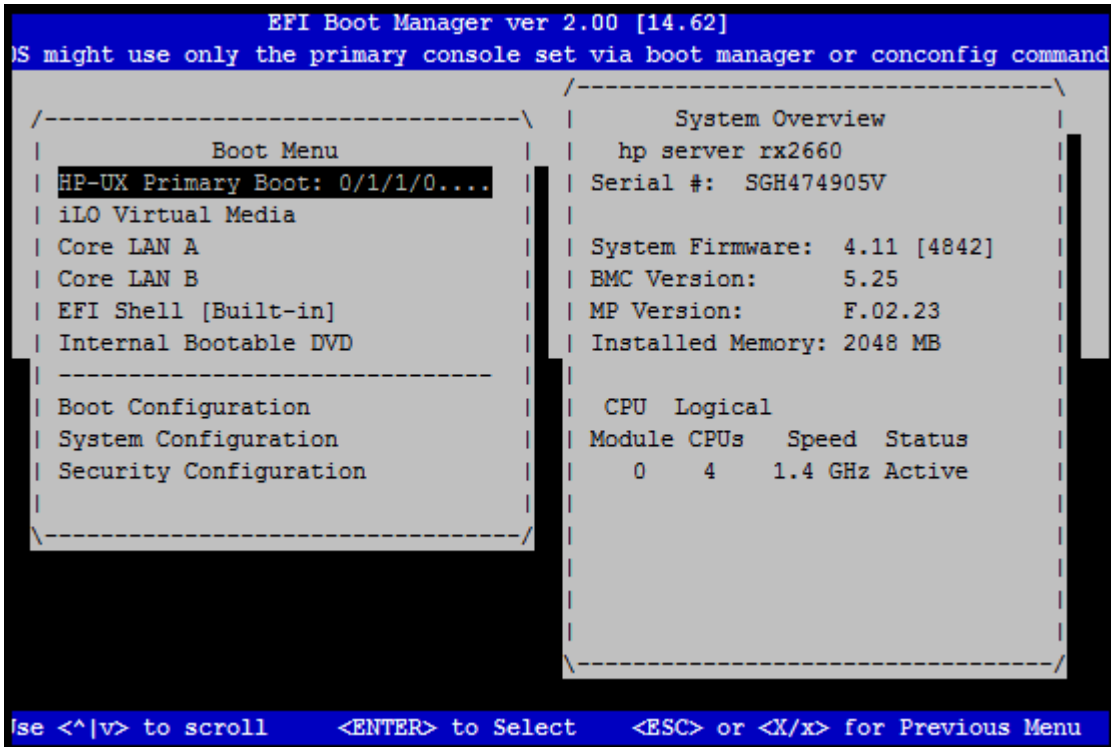 EFI Boot Manager ver 2.00 [14.62]
OS might use only the primary console set via boot manager or conconfig command
Boot Menu
HP-UX Primary Boot: 0/1/1/0....
iLO Virtual Media
Core LAN A
Core LAN B
EFI Shell [Built-in]
Internal Bootable DVD
--------------------------------
Boot Configuration
System Configuration
Security Configuration
System Overview
hp server rx2660
Serial #: SGH474905V
System Firmware: 4.11 [4842]
BMC Version: 5.25
MP Version: F.02.23
Installed Memory: 2048 MB
CPU Logical
Module CPUs Speed Status
0 4 1.4 GHz Active
Use <^|v> to scroll <ENTER> to Select <ESC> or <X/x> for Previous Menu